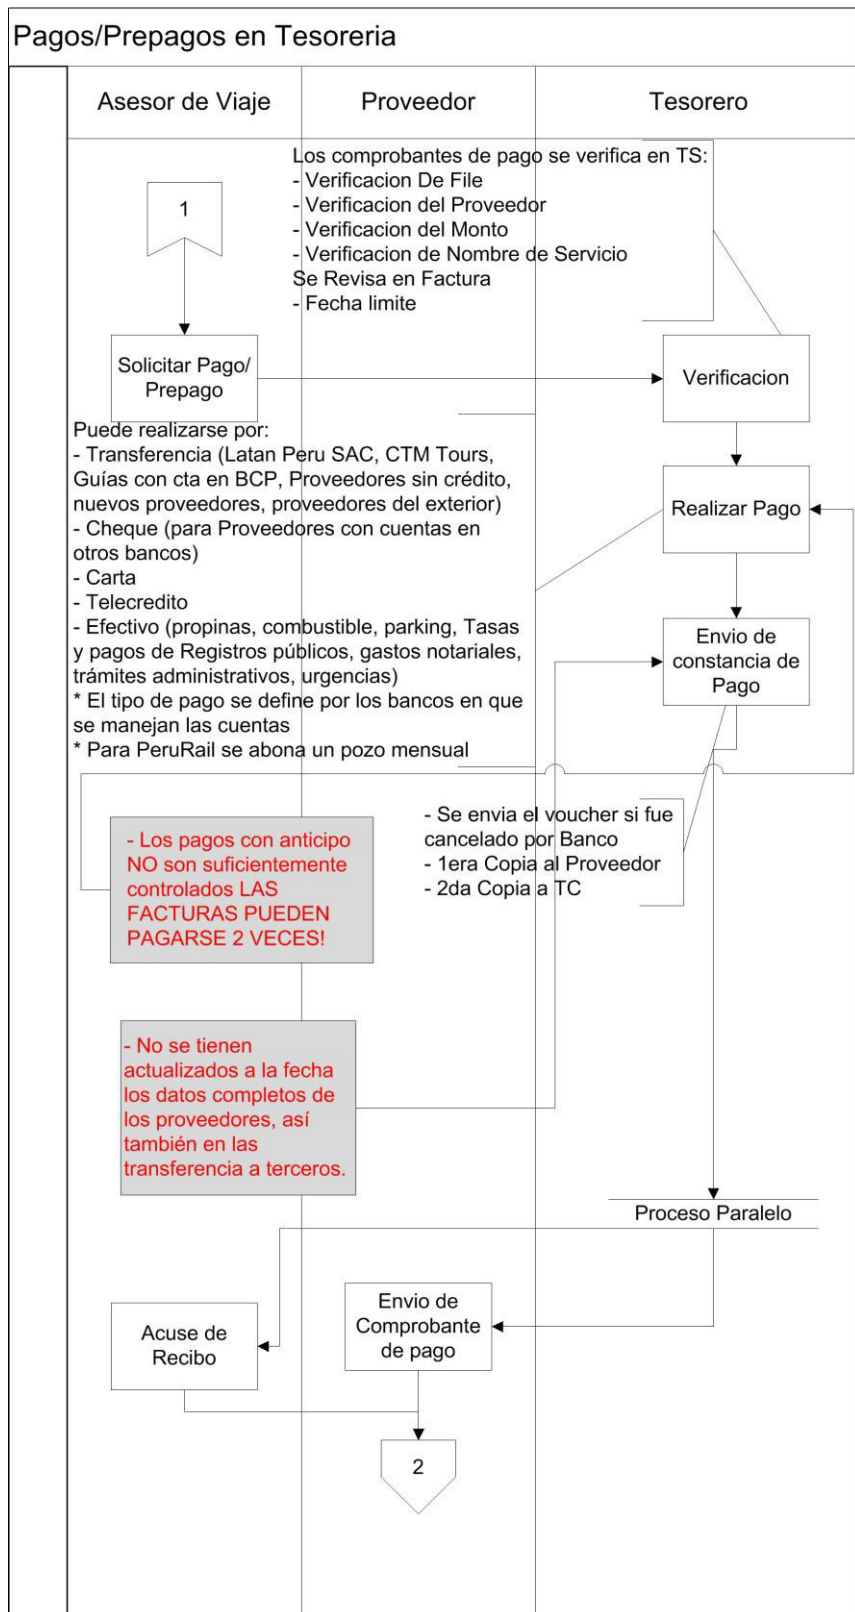 Pagos/Prepagos en Tesoreria
Asesor de Viaje
Proveedor
Tesorero
Los comprobantes de pago se verifica en TS:
- Verificacion De File
- Verificacion del Proveedor
- Verificacion del Monto
- Verificacion de Nombre de Servicio
Se Revisa en Factura
- Fecha limite
1
Solicitar Pago/
Prepago
Verificacion
Puede realizarse por:
- Transferencia (Latan Peru SAC, CTM Tours,
Guías con cta en BCP, Proveedores sin crédito,
nuevos proveedores, proveedores del exterior)
- Cheque (para Proveedores con cuentas en
otros bancos)
- Carta
- Telecredito
- Efectivo (propinas, combustible, parking, Tasas
y pagos de Registros públicos, gastos notariales,
trámites administrativos, urgencias)
* El tipo de pago se define por los bancos en que
se manejan las cuentas
* Para PeruRail se abona un pozo mensual
Realizar Pago
Envio de
constancia de
Pago
- Se envia el voucher si fue
cancelado por Banco
- 1era Copia al Proveedor
- 2da Copia a TC
- Los pagos con anticipo
NO son suficientemente
controlados LAS
FACTURAS PUEDEN
PAGARSE 2 VECES!
- No se tienen
actualizados a la fecha
los datos completos de
los proveedores, así
también en las
transferencia a terceros.
Proceso Paralelo
Acuse de
Recibo
Envio de
Comprobante
de pago
2